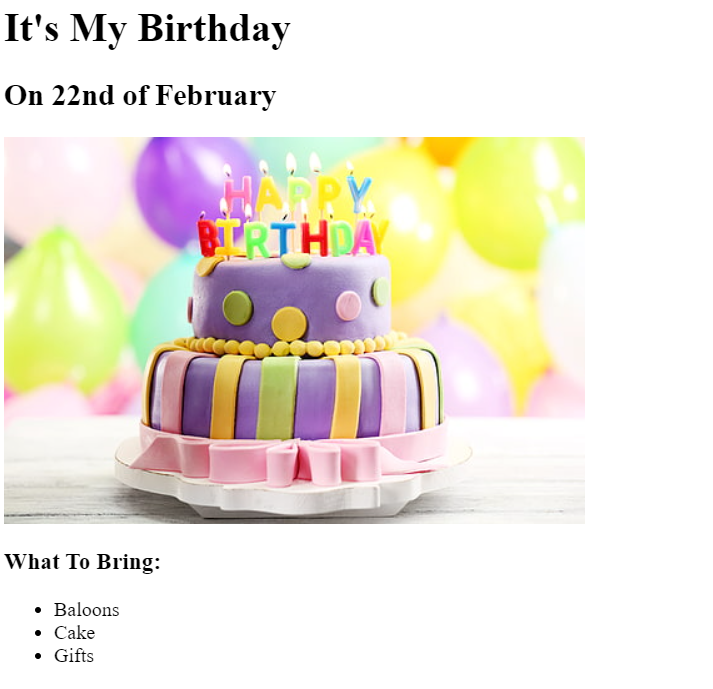 It's My Birthday
On 22nd of February
HAPPY
BIRTHDAY
What To Bring:
Baloons
Cake
Gifts